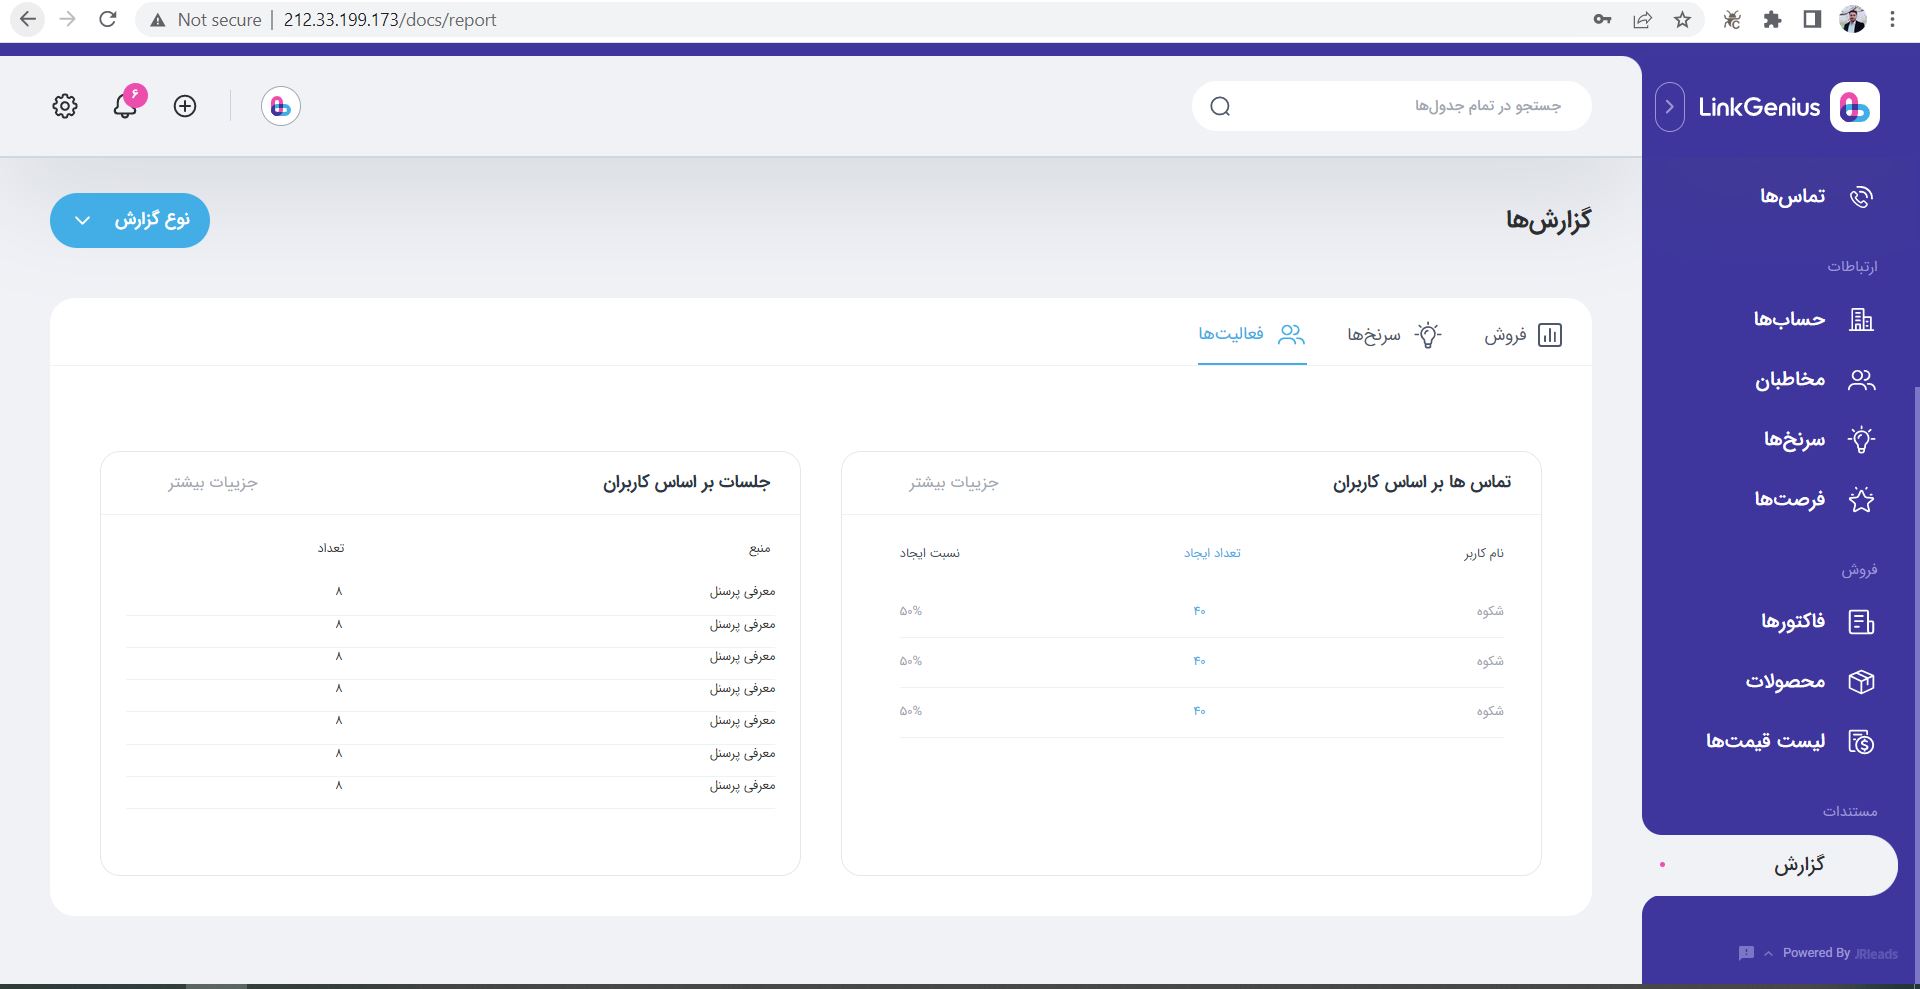 Not secure | 212.33.199.173/docs/report
LinkGenius
جستجو در تمام جدول‌ها
۶
تماس‌ها
ارتباطات
حساب‌ها
مخاطبان
سرنخ‌ها
فرصت‌ها
فروش
فاکتورها
محصولات
لیست قیمت‌ها
مستندات
گزارش
Powered By JRleads
گزارش‌ها
نوع گزارش
فروش
سرنخ‌ها
فعالیت‌ها
تماس ها بر اساس کاربران
جزییات بیشتر
نام کاربر تعداد ایجاد نسبت ایجاد
شکوه ۴۰ ۵۰%
شکوه ۴۰ ۵۰%
شکوه ۴۰ ۵۰%
جلسات بر اساس کاربران
جزییات بیشتر
منبع تعداد
معرفی پرسنل ۸
معرفی پرسنل ۸
معرفی پرسنل ۸
معرفی پرسنل ۸
معرفی پرسنل ۸
معرفی پرسنل ۸
معرفی پرسنل ۸